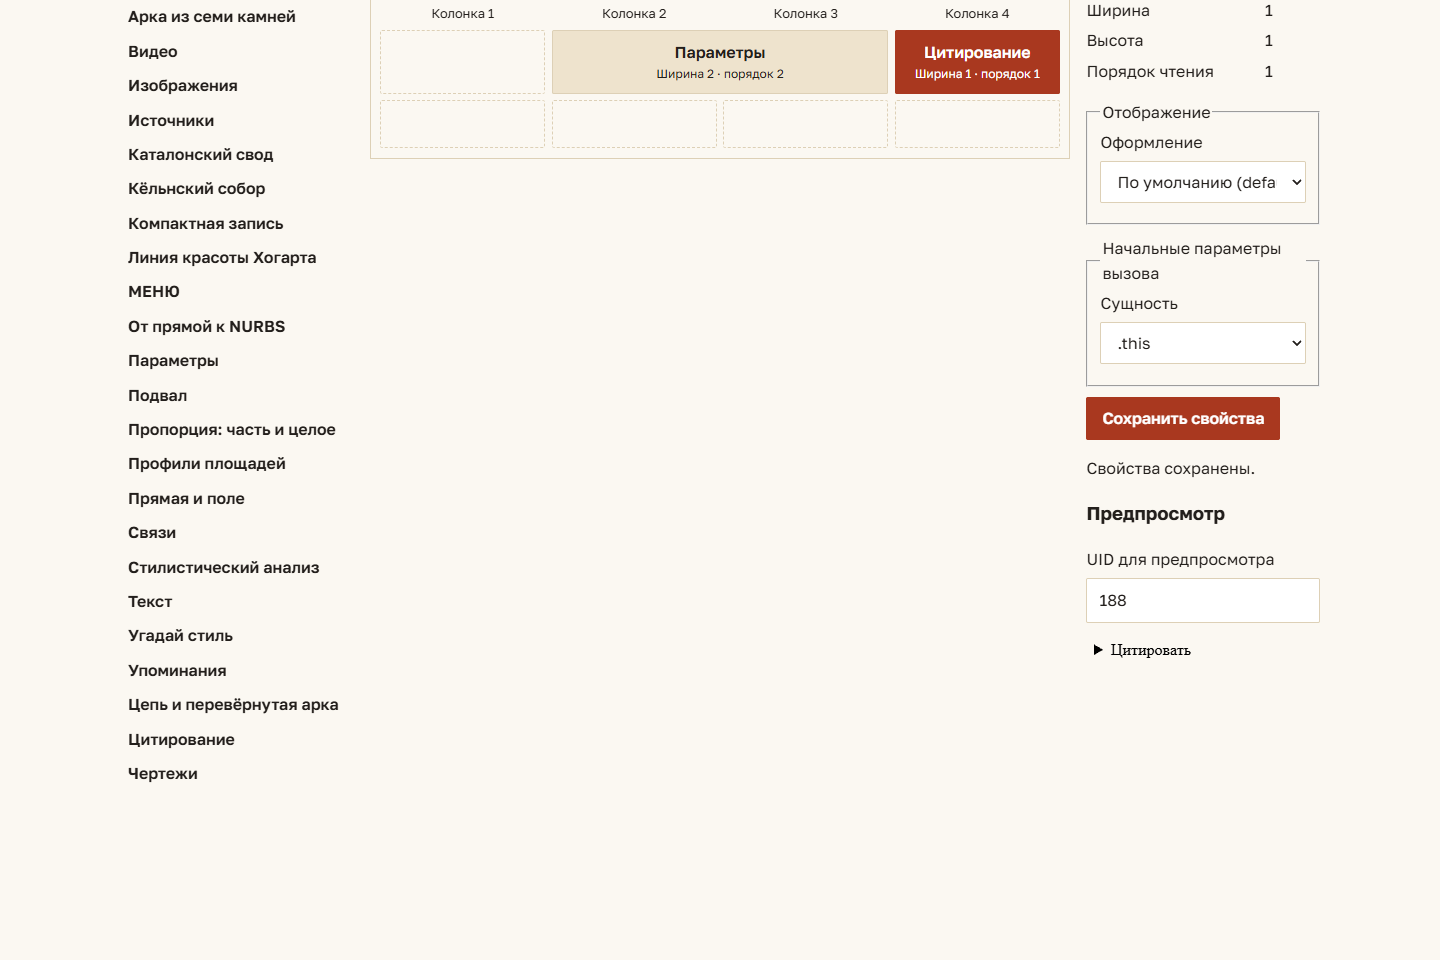 Арка из семи камней
Видео
Изображения
Источники
Каталонский свод
Кёльнский собор
Компактная запись
Линия красоты Хогарта
МЕНЮ
От прямой к NURBS
Параметры
Подвал
Пропорция: часть и целое
Профили площадей
Прямая и поле
Связи
Стилистический анализ
Текст
Угадай стиль
Упоминания
Цепь и перевёрнутая арка
Цитирование
Чертежи
Колонка 1 Колонка 2 Колонка 3 Колонка 4
Параметры
Ширина 2 · порядок 2
Цитирование
Ширина 1 · порядок 1
Ширина 1
Высота 1
Порядок чтения 1
Отображение
Оформление
По умолчанию (defa
Начальные параметры
вызова
Сущность
.this
Сохранить свойства
Свойства сохранены.
Предпросмотр
UID для предпросмотра
188
Цитировать